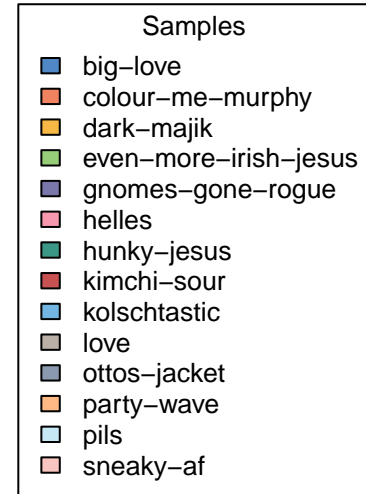 Samples
big−love
colour−me−murphy
dark−majik
even−more−irish−jesus
gnomes−gone−rogue
helles
hunky−jesus
kimchi−sour
kolschtastic
love
ottos−jacket
party−wave
pils
sneaky−af